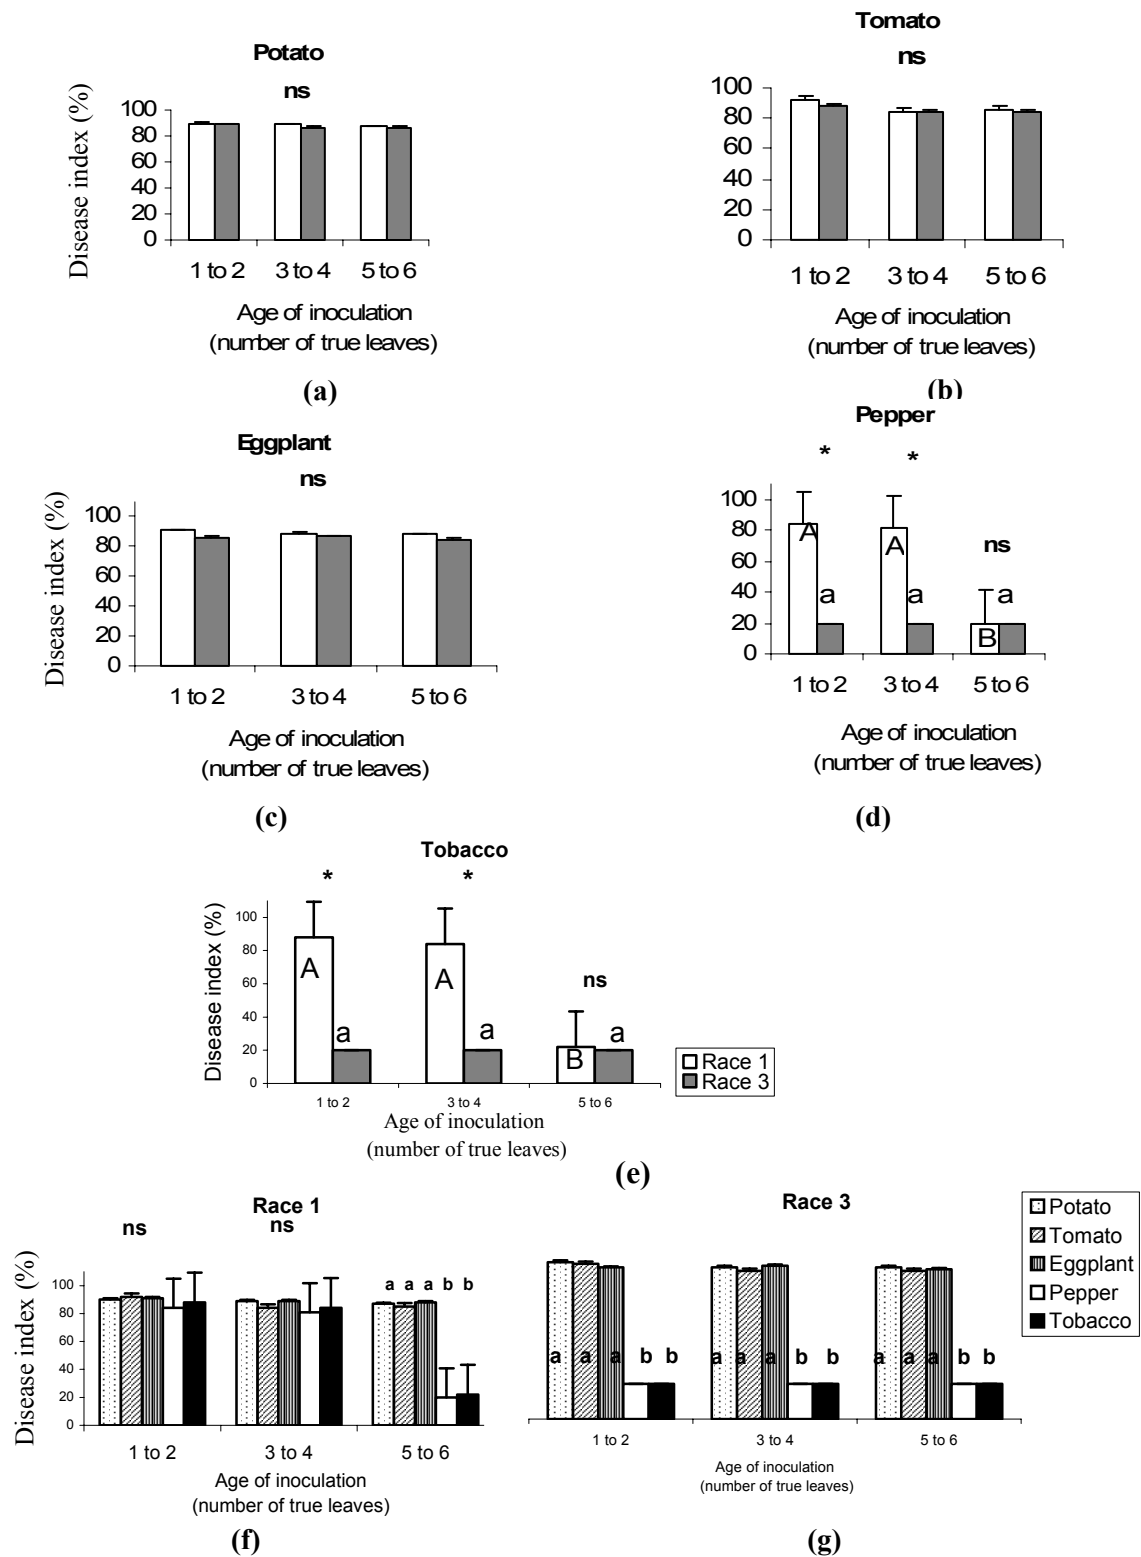 Potato
ns
Disease index (%)
100
80
60
40
20
0
1 to 2 3 to 4 5 to 6
Age of inoculation
(number of true leaves)
(a)
Tomato
ns
100
80
60
40
20
0
1 to 2 3 to 4 5 to 6
Age of inoculation
(number of true leaves)
(b)
Eggplant
ns
Disease index (%)
100
80
60
40
20
0
1 to 2 3 to 4 5 to 6
Age of inoculation
(number of true leaves)
(c)
Pepper
* *
ns
100
80
60
40
20
0
A a A a B a
1 to 2 3 to 4 5 to 6
Age of inoculation
(number of true leaves)
(d)
Tobacco
* *
ns
Disease index (%)
100
80
60
40
20
0
A a A a B a
1 to 2 3 to 4 5 to 6
Age of inoculation
(number of true leaves)
Race 1
Race 3
(e)
Race 1
ns ns
a a a b b
Disease index (%)
100
80
60
40
20
0
1 to 2 3 to 4 5 to 6
Age of inoculation
(number of true leaves)
(f)
Race 3
a a a b b a a a b b a a a b b
1 to 2 3 to 4 5 to 6
Age of inoculation
(number of true leaves)
(g)
Potato
Tomato
Eggplant
Pepper
Tobacco